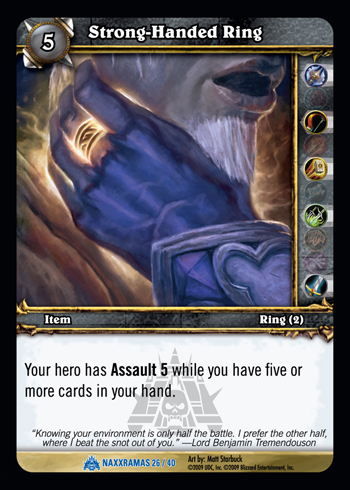 5
Strong-Handed Ring
Item
Ring (2)
Your hero has Assault 5 while you have five or
more cards in your hand.
"Knowing your environment is only half the battle. I prefer the other half,
where I beat the snot out of you." —Lord Benjamin Tremendouson
NAXXRAMAS 26 / 40
Art by: Matt Starbuck
©2009 UDC, Inc. ©2009 Blizzard Entertainment, Inc.